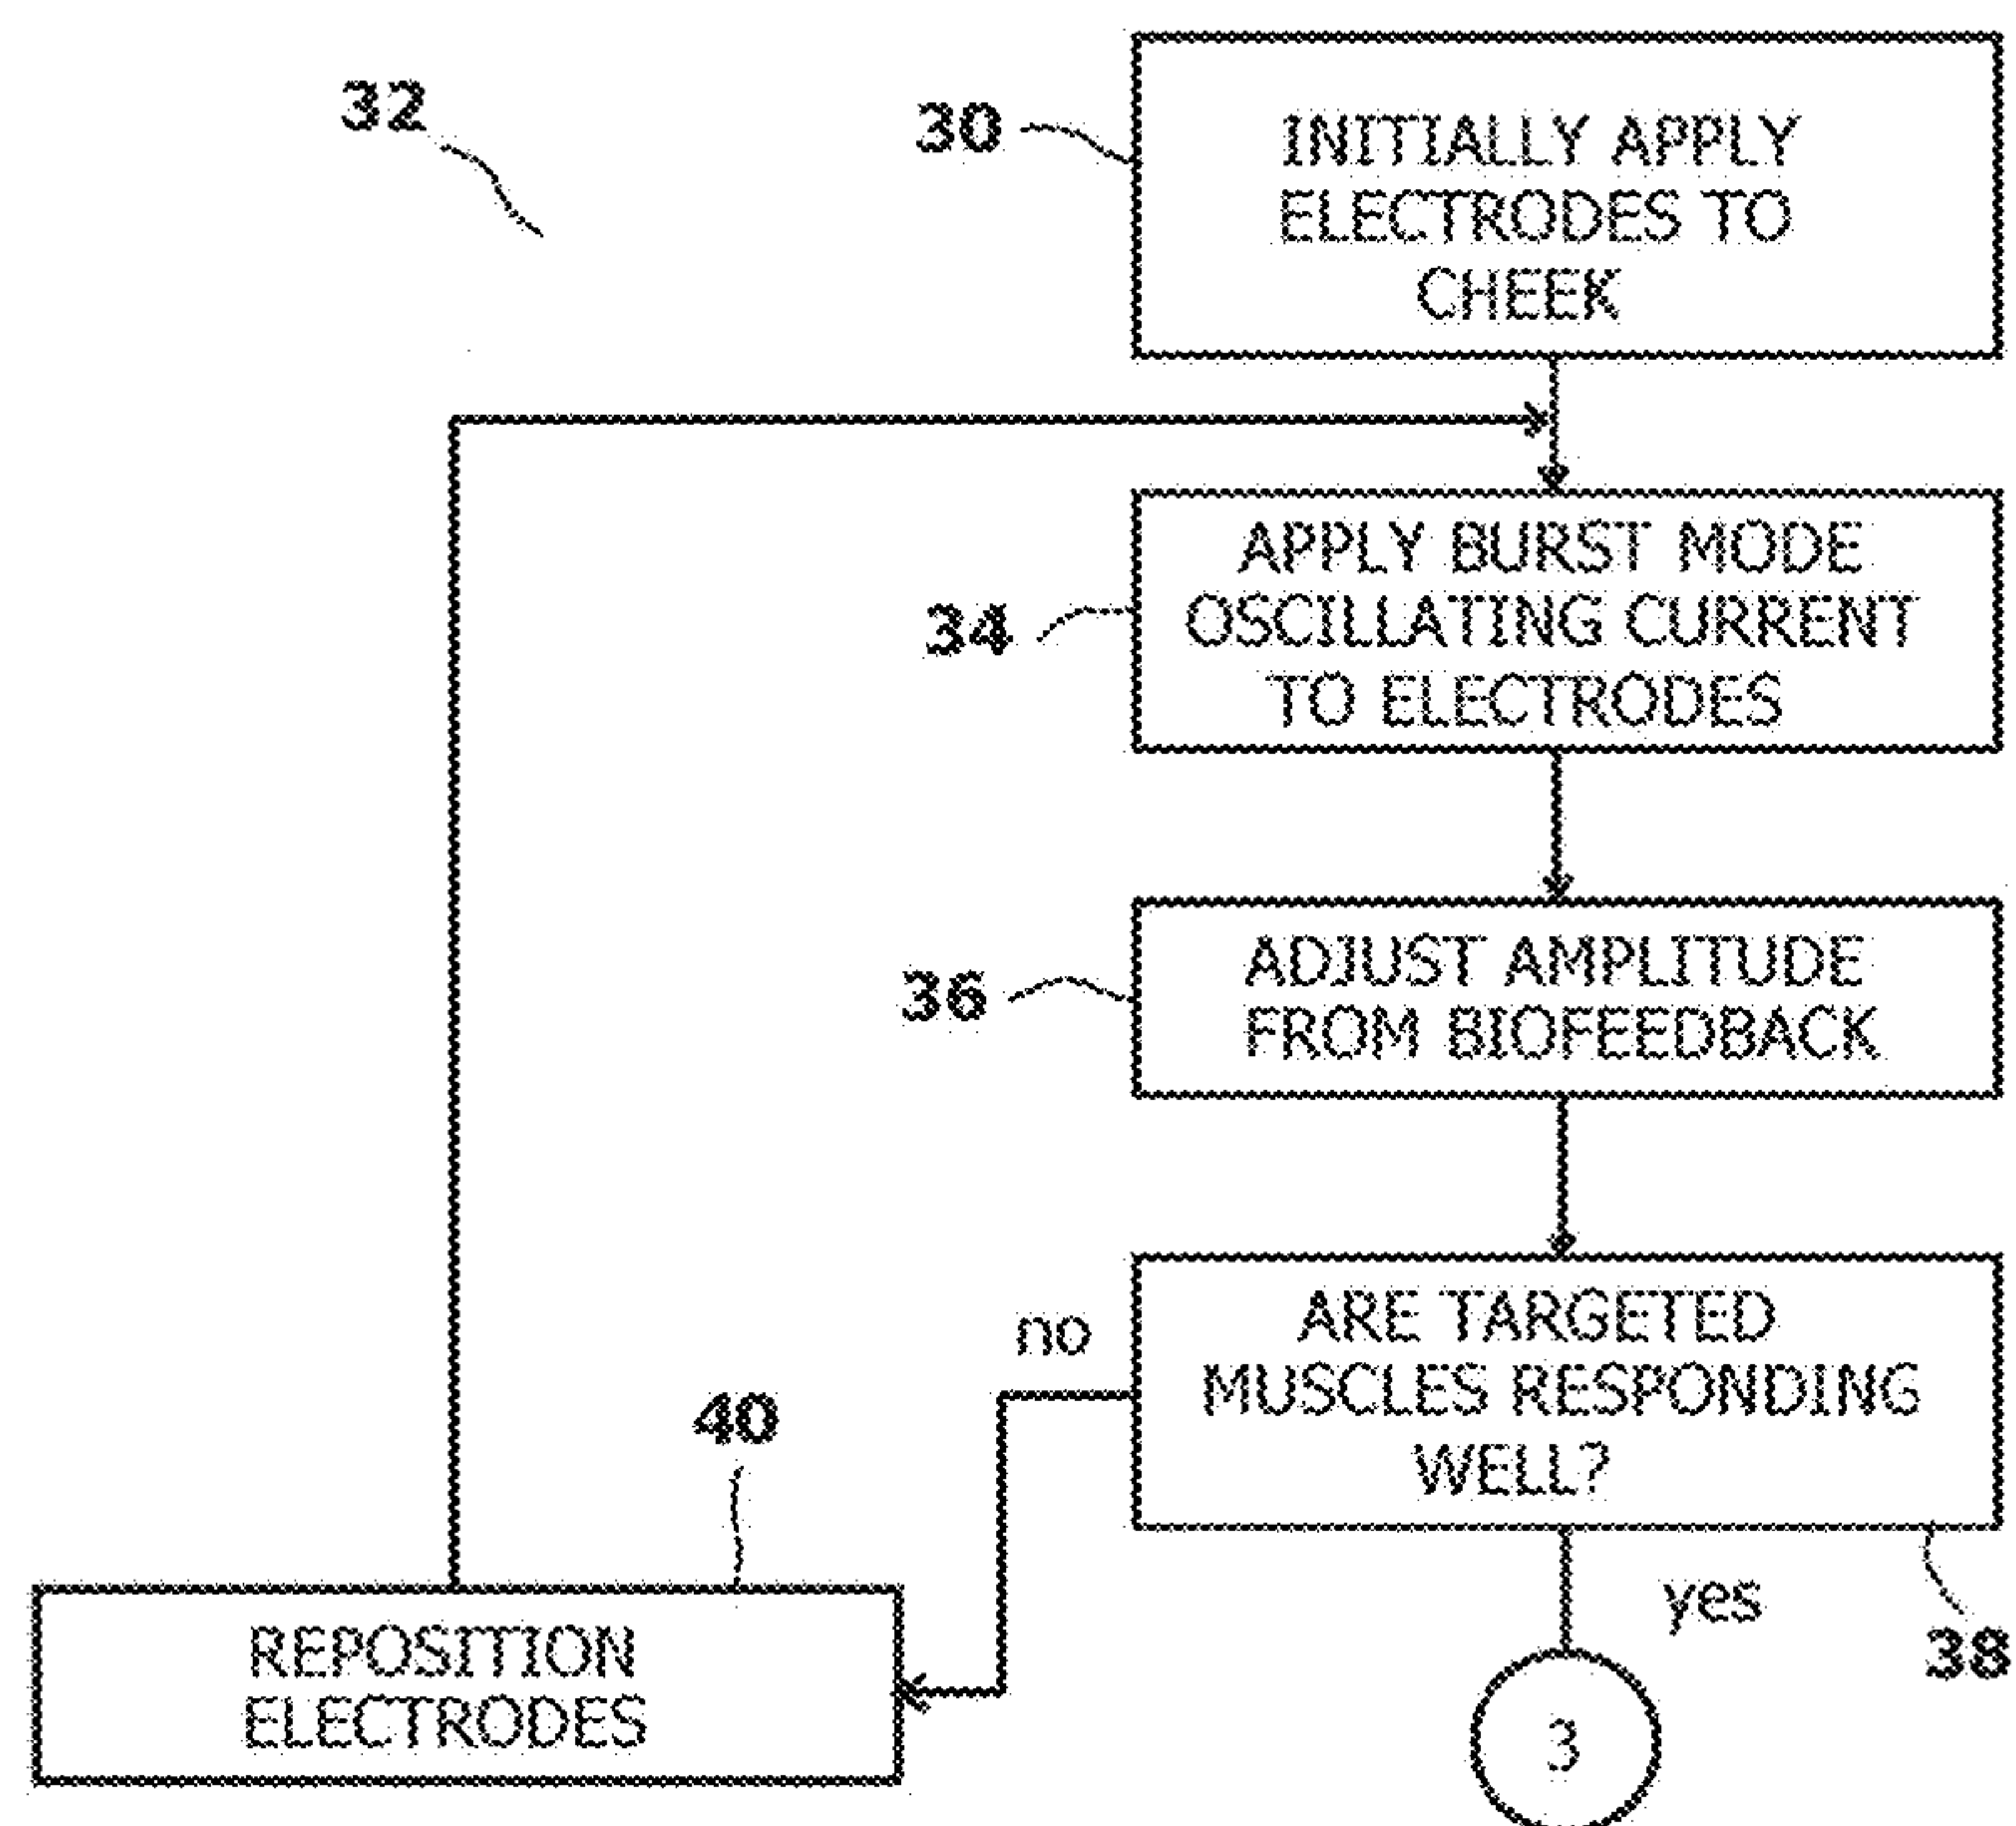 32
30
INITIALLY APPLY
ELECTRODES TO
CHEEK
34
APPLY BURST MODE
OSCILLATING CURRENT
TO ELECTRODES
36
ADJUST AMPLITUDE
FROM BIOFEEDBACK
no
ARE TARGETED
MUSCLES RESPONDING
WELL?
40
yes
38
REPOSITION
ELECTRODES
3